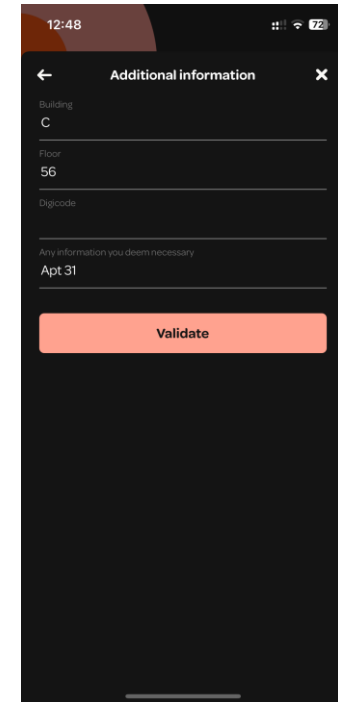 12:48
72
Additional information
Building
C
Floor
56
Digicode
Any information you deem necessary
Apt 31
Validate